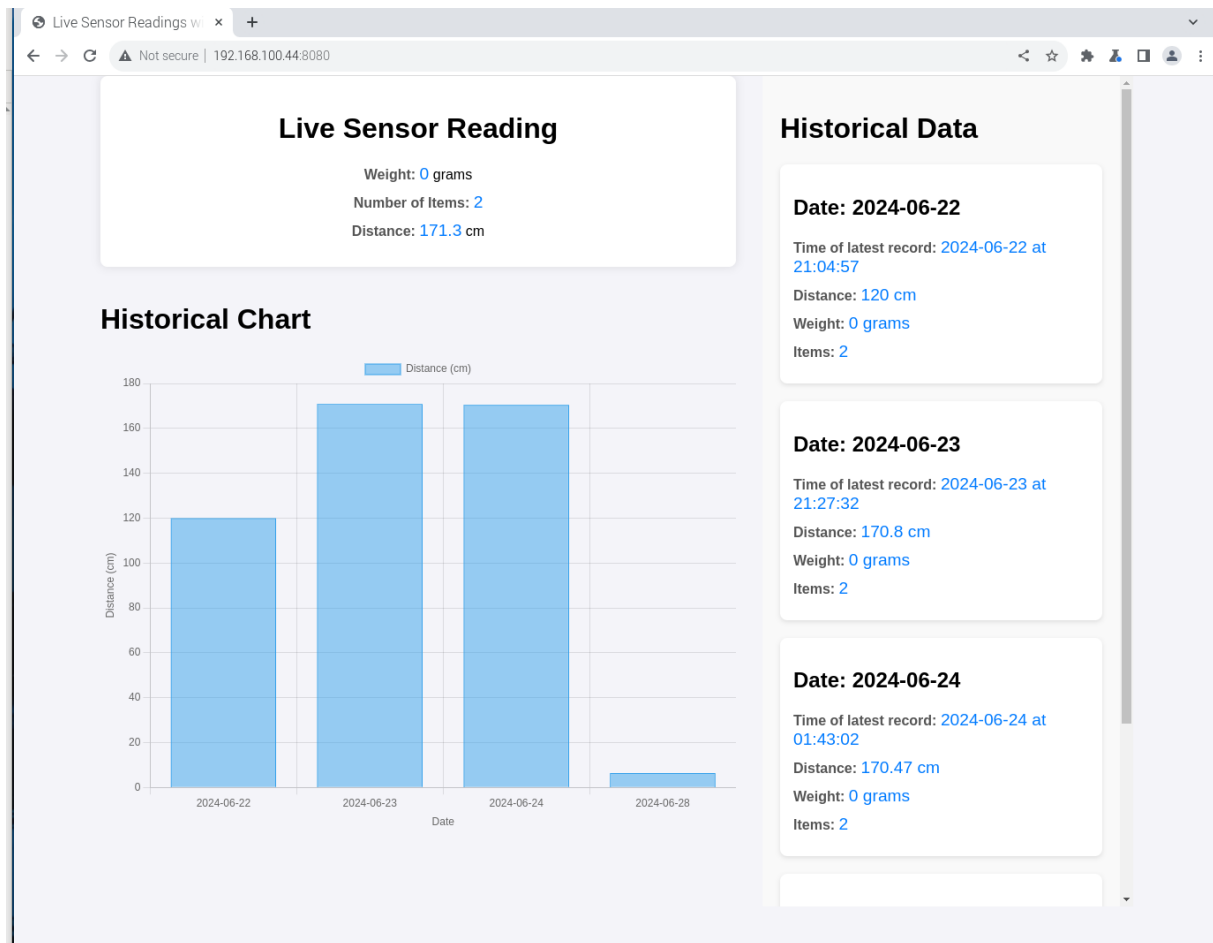 Live Sensor Readings w
Not secure | 192.168.100.44:8080
Live Sensor Reading
Weight: 0 grams
Number of Items: 2
Distance: 171.3 cm
Historical Chart
Distance (cm)
180
160
140
120
100
80
60
40
20
0
Distance (cm)
2024-06-22 2024-06-23 2024-06-24 2024-06-28
Date
Historical Data
Date: 2024-06-22
Time of latest record: 2024-06-22 at
21:04:57
Distance: 120 cm
Weight: 0 grams
Items: 2
Date: 2024-06-23
Time of latest record: 2024-06-23 at
21:27:32
Distance: 170.8 cm
Weight: 0 grams
Items: 2
Date: 2024-06-24
Time of latest record: 2024-06-24 at
01:43:02
Distance: 170.47 cm
Weight: 0 grams
Items: 2